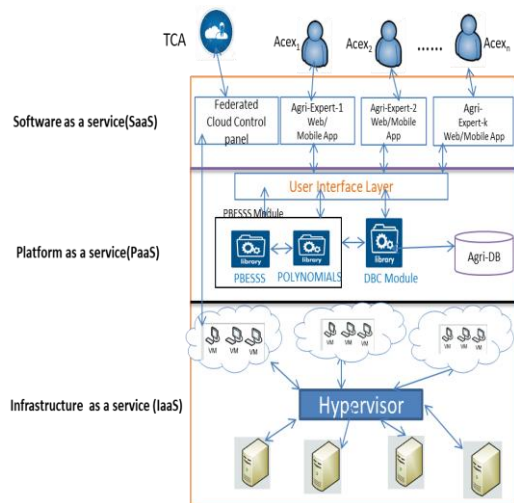 TCA
Acex1
Acex2
......
Acexn
Software as a service(SaaS)
Federated
Cloud Control
panel
Agri-Expert-1
Web/
Mobile App
Agri-Expert-2
Web/Mobile
App
Agri-
Expert-k
Web/Mobile App
User Interface Layer
PBESSS Module
Platform as a service(PaaS)
library
PBESSS
library
POLYNOMIALS
library
DBC Module
Agri-DB
VM VM VM
VM VM VM
VM VM VM
Infrastructure as a service (IaaS)
Hypervisor